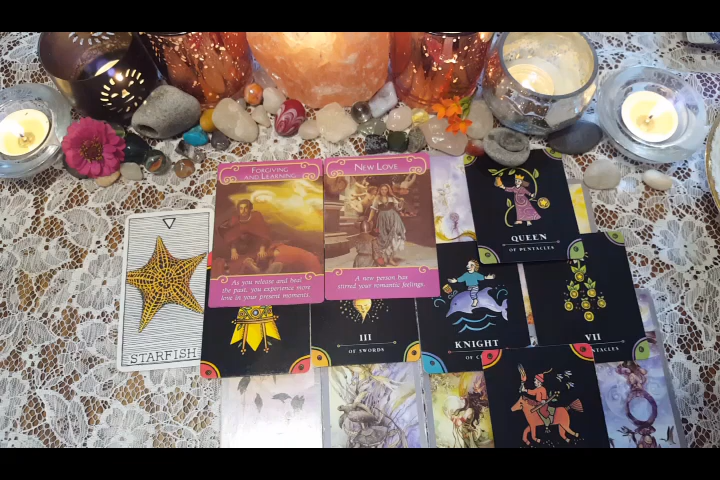 FORGIVING
AND LEARNING
As you release and heal
the past, you experience more
love in your present moments.
NEW LOVE
A new person has
stirred your romantic feelings.
QUEEN
OF PENTACLES
STARFISH
III
OF SWORDS
KNIGHT
VII